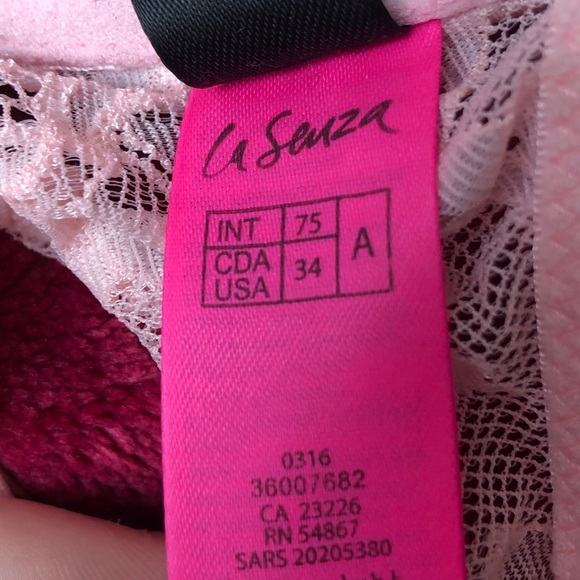 La Senza
INT 75 A
CDA USA 34
0316
36007682
CA 23226
RN 54867
SARS 20205380